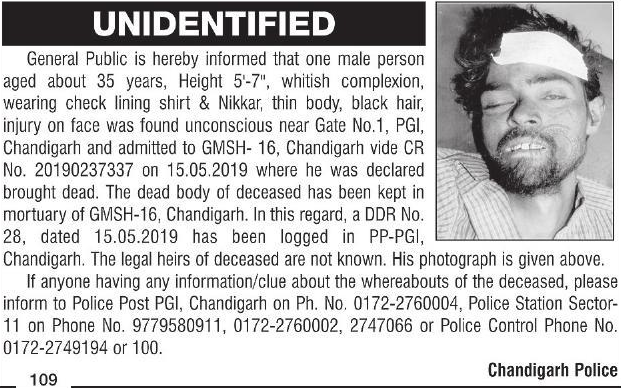 UNIDENTIFIED
General Public is hereby informed that one male person
aged about 35 years, Height 5'-7", whitish complexion,
wearing check lining shirt & Nikkar, thin body, black hair,
injury on face was found unconscious near Gate No.1, PGI,
Chandigarh and admitted to GMSH- 16, Chandigarh vide CR
No. 20190237337 on 15.05.2019 where he was declared
brought dead. The dead body of deceased has been kept in
mortuary of GMSH-16, Chandigarh. In this regard, a DDR No.
28, dated 15.05.2019 has been logged in PP-PGI,
Chandigarh. The legal heirs of deceased are not known. His photograph is given above.
If anyone having any information/clue about the whereabouts of the deceased, please
inform to Police Post PGI, Chandigarh on Ph. No. 0172-2760004, Police Station Sector-
11 on Phone No. 9779580911, 0172-2760002, 2747066 or Police Control Phone No.
0172-2749194 or 100.
Chandigarh Police
109